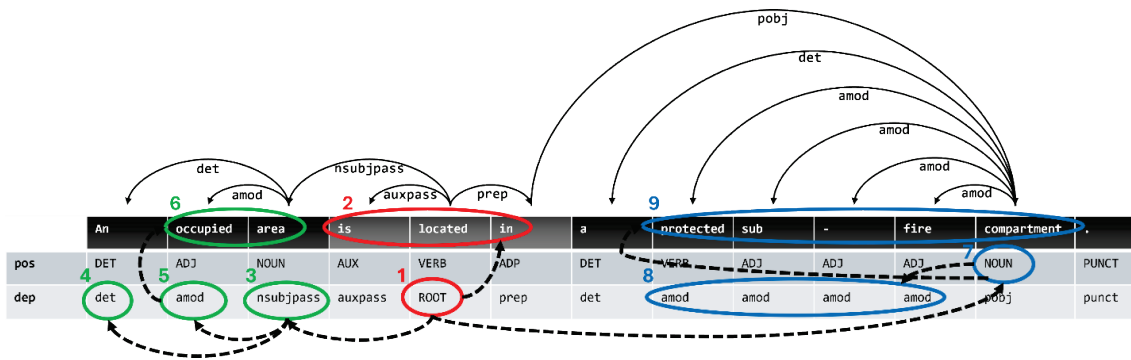 pobj
det
amod
amod
amod
amod
det
amod
nsubjpass
auxpass
prep
6
2
9
An occupied area is located in a protected sub - fire compartment .
pos DET ADJ NOUN AUX VERB ADP DET VERB ADJ ADJ ADJ NOUN PUNCT
4 5 3 1 8 7
dep det amod nsubjpass auxpass ROOT prep det amod amod amod amod pobj punct